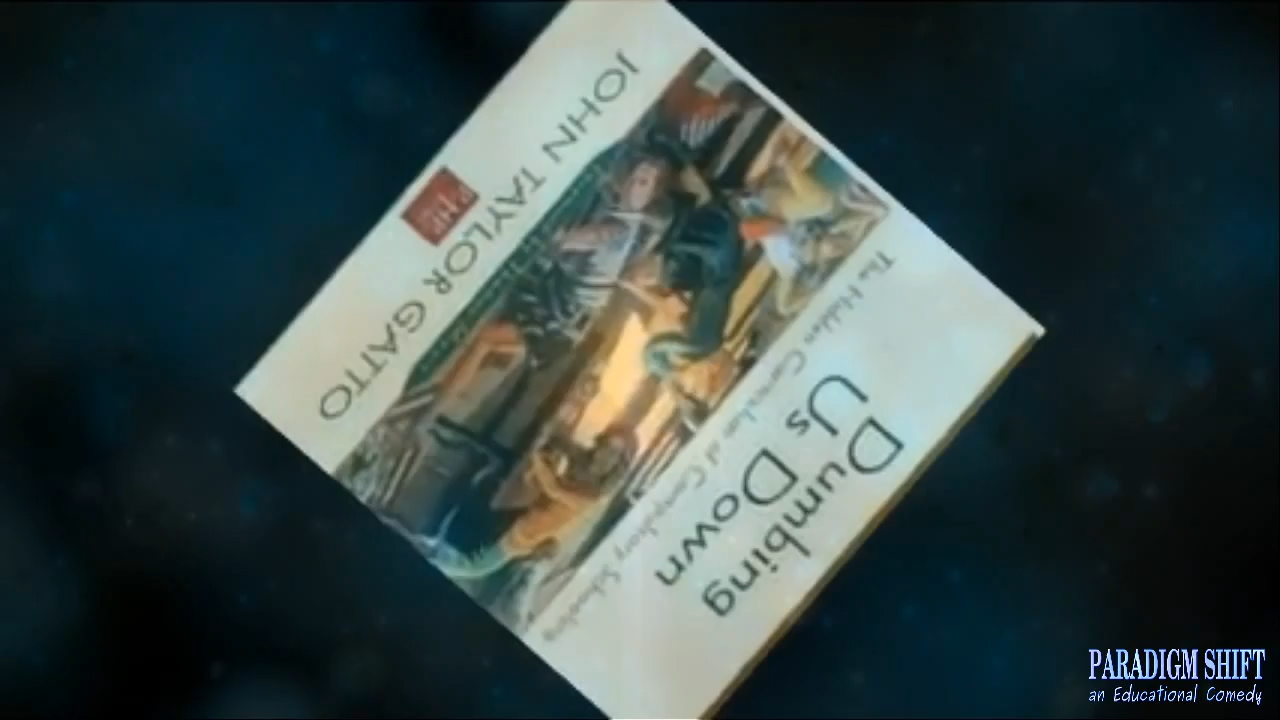 Dumbing
Us Down
The Hidden Curriculum of Compulsory Schooling
JOHN TAYLOR GATTO
PARADIGM SHIFT
an Educational Comedy